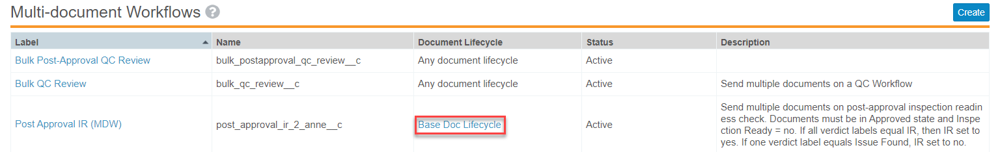 Multi-document Workflows ?
Create
Label Name Document Lifecycle Status Description
Bulk Post-Approval QC Review bulk_postapproval_qc_review__c Any document lifecycle Active
Bulk QC Review bulk_qc_review__c Any document lifecycle Active Send multiple documents on a QC Workflow
Post Approval IR (MDW) post_approval_ir_2_anne__c Base Doc Lifecycle Active
Send multiple documents on post-approval inspection readin
ess check. Documents must be in Approved state and Inspe
ction Ready = no. If all verdict labels equal IR, then IR set to
yes. If one verdict label equals Issue Found, IR set to no.